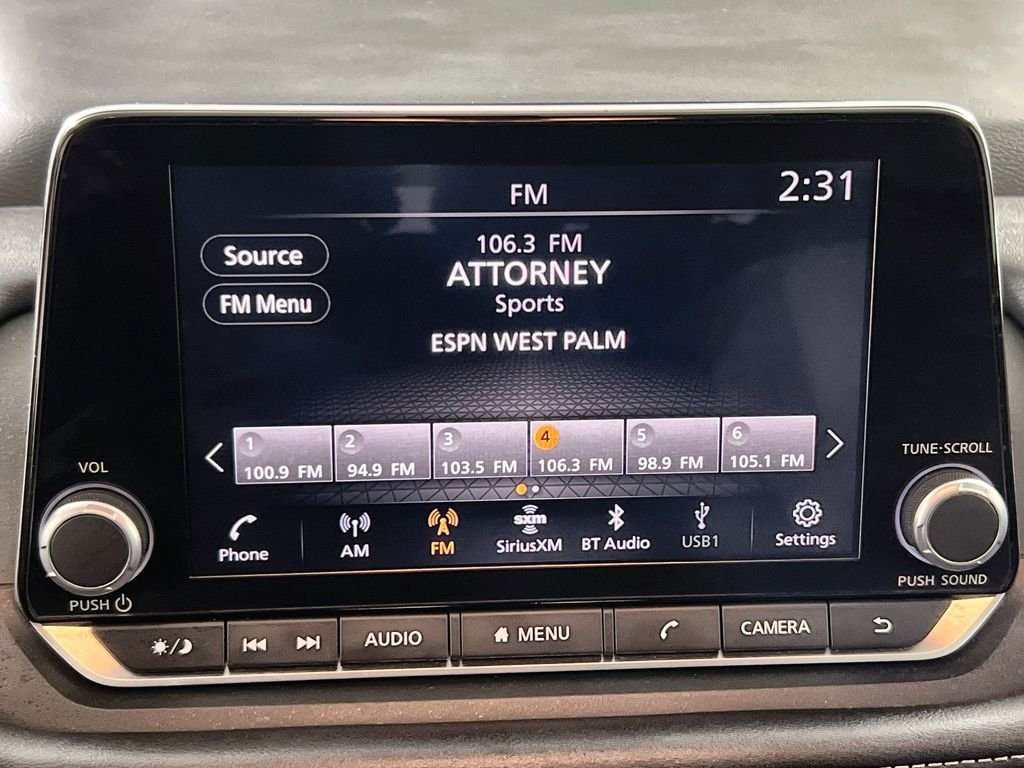 FM
2:31
Source
FM Menu
106.3 FM
ATTORNEY
Sports
ESPN WEST PALM
1
100.9 FM
2
94.9 FM
3
103.5 FM
4
106.3 FM
5
98.9 FM
6
105.1 FM
Phone
AM
FM
sxm
SiriusXM
BT Audio
USB1
Settings
VOL
PUSH
TUNE·SCROLL
PUSH SOUND
AUDIO
MENU
CAMERA